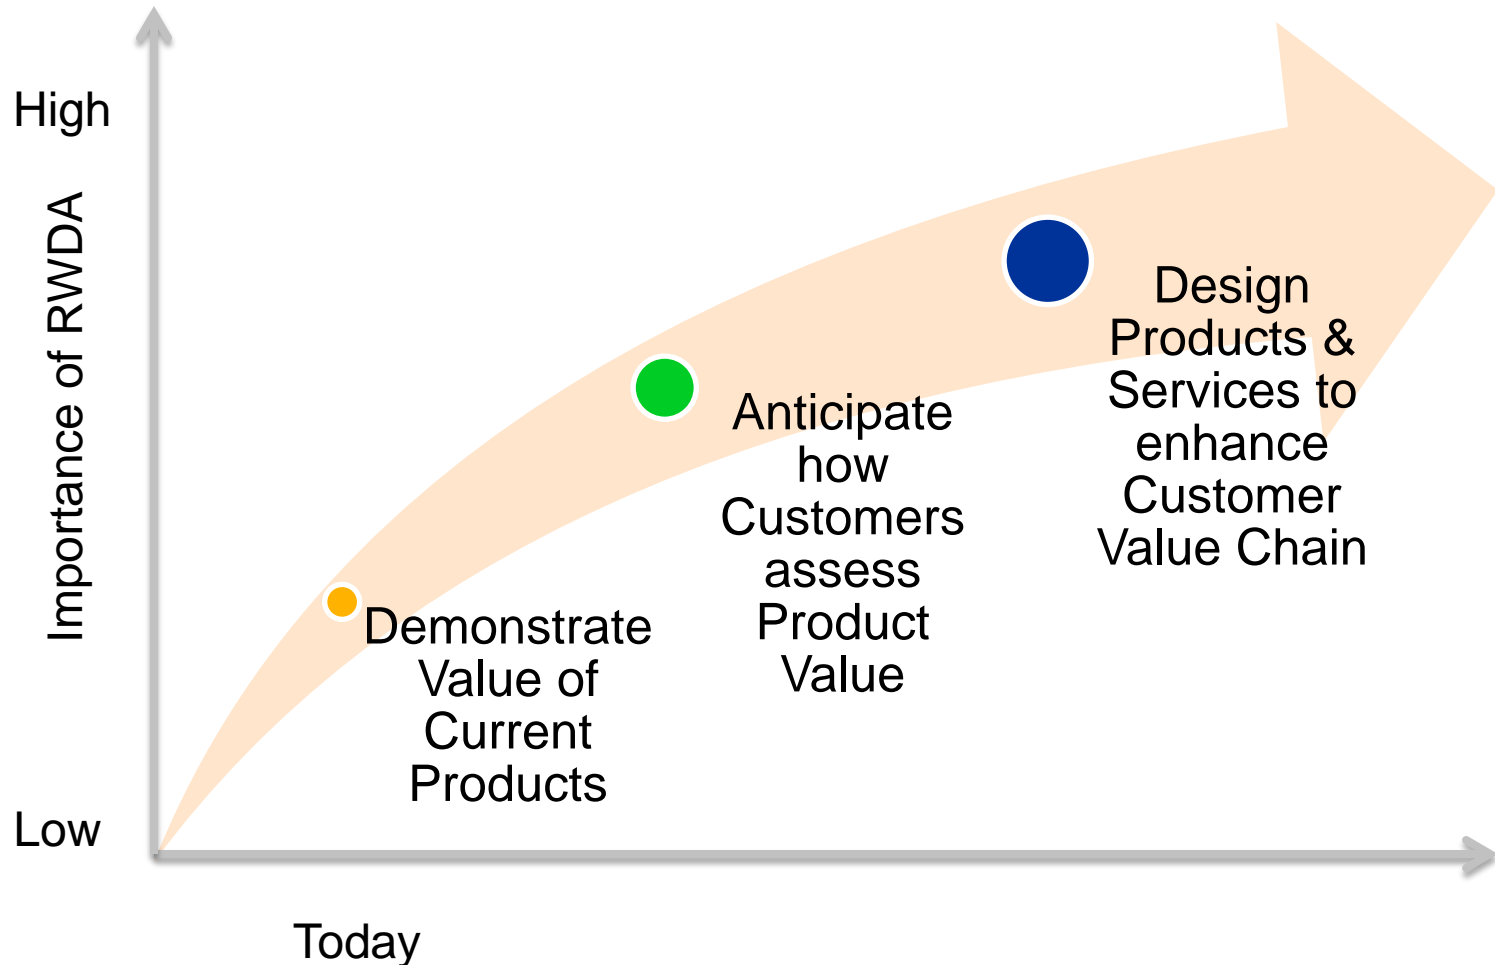 High
Importance of RWDA
Low
Demonstrate
Value of
Current
Products
Anticipate
how
Customers
assess
Product
Value
Design
Products &
Services to
enhance
Customer
Value Chain
Today